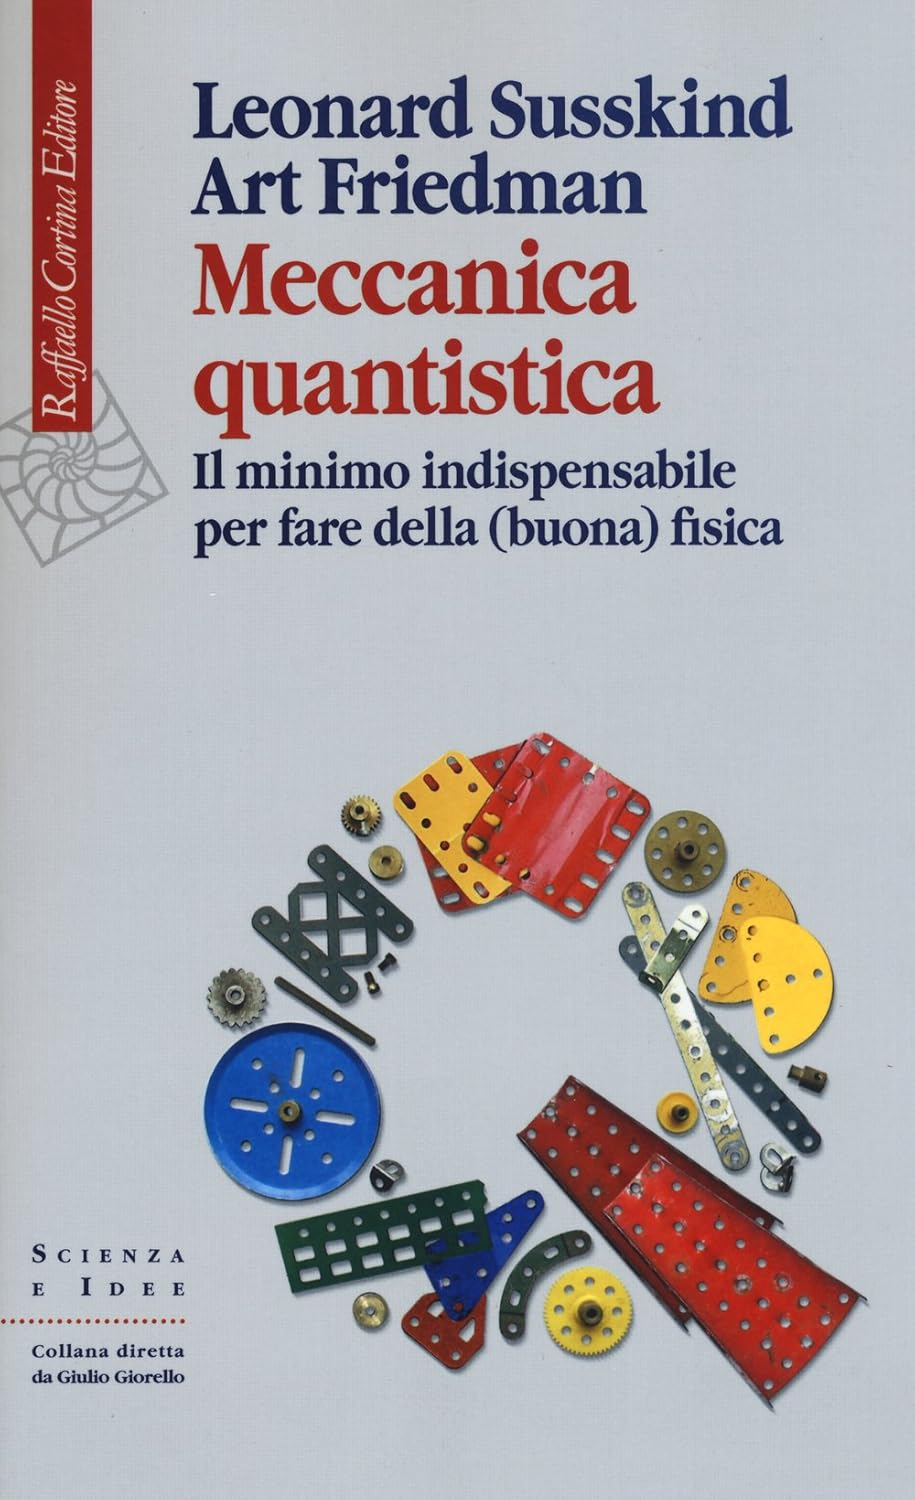 Raffaello Cortina Editore
Leonard Susskind
Art Friedman
Meccanica
quantistica
Il minimo indispensabile
per fare della (buona) fisica
SCIENZA
E IDEE
Collana diretta
da Giulio Giorello